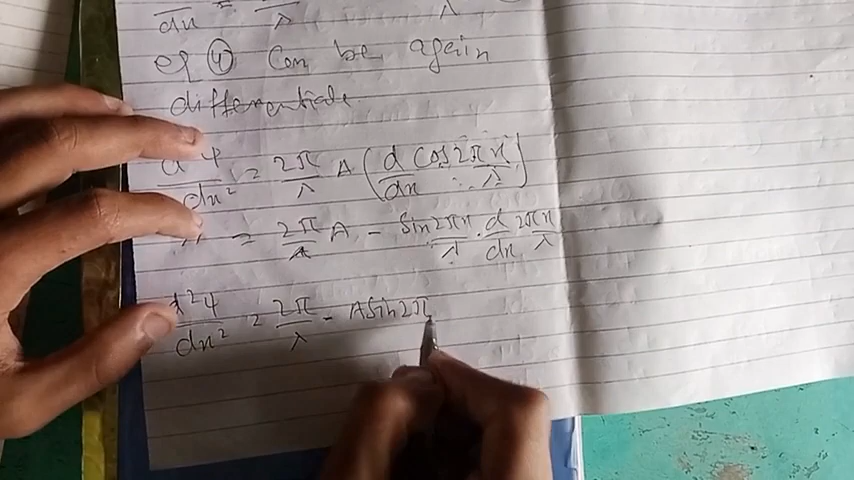 eq ④ Can be again
differentiate
d²ψ/dx² = 2π/λ A (d/dx Cos 2πx/λ)
" = 2π/λ A - Sin 2πx/λ . d/dx 2πx/λ
d²ψ/dx² = 2π/λ - A Sin 2π